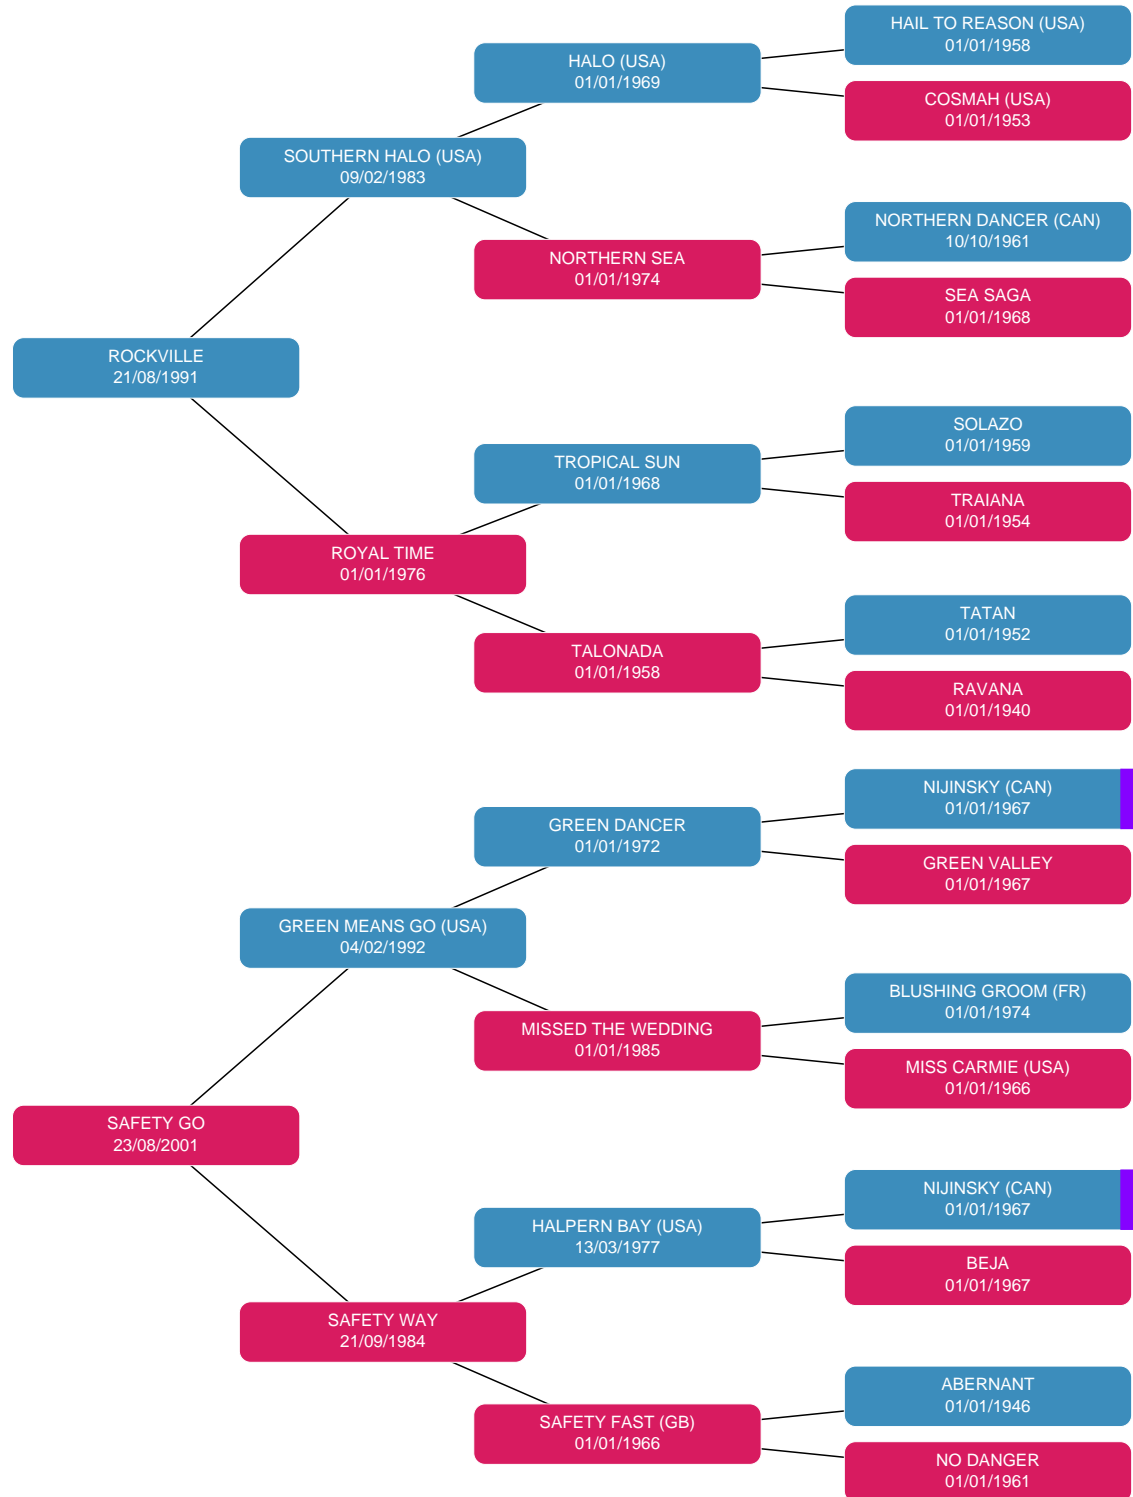 HAIL TO REASON (USA)
01/01/1958
HALO (USA)
01/01/1969
COSMAH (USA)
01/01/1953
SOUTHERN HALO (USA)
09/02/1983
NORTHERN DANCER (CAN)
10/10/1961
NORTHERN SEA
01/01/1974
SEA SAGA
01/01/1968
ROCKVILLE
21/08/1991
SOLAZO
01/01/1959
TROPICAL SUN
01/01/1968
TRAIANA
01/01/1954
ROYAL TIME
01/01/1976
TATAN
01/01/1952
TALONADA
01/01/1958
RAVANA
01/01/1940
NIJINSKY (CAN)
01/01/1967
GREEN DANCER
01/01/1972
GREEN VALLEY
01/01/1967
GREEN MEANS GO (USA)
04/02/1992
BLUSHING GROOM (FR)
01/01/1974
MISSED THE WEDDING
01/01/1985
MISS CARMIE (USA)
01/01/1966
SAFETY GO
23/08/2001
NIJINSKY (CAN)
01/01/1967
HALPERN BAY (USA)
13/03/1977
BEJA
01/01/1967
SAFETY WAY
21/09/1984
ABERNANT
01/01/1946
SAFETY FAST (GB)
01/01/1966
NO DANGER
01/01/1961